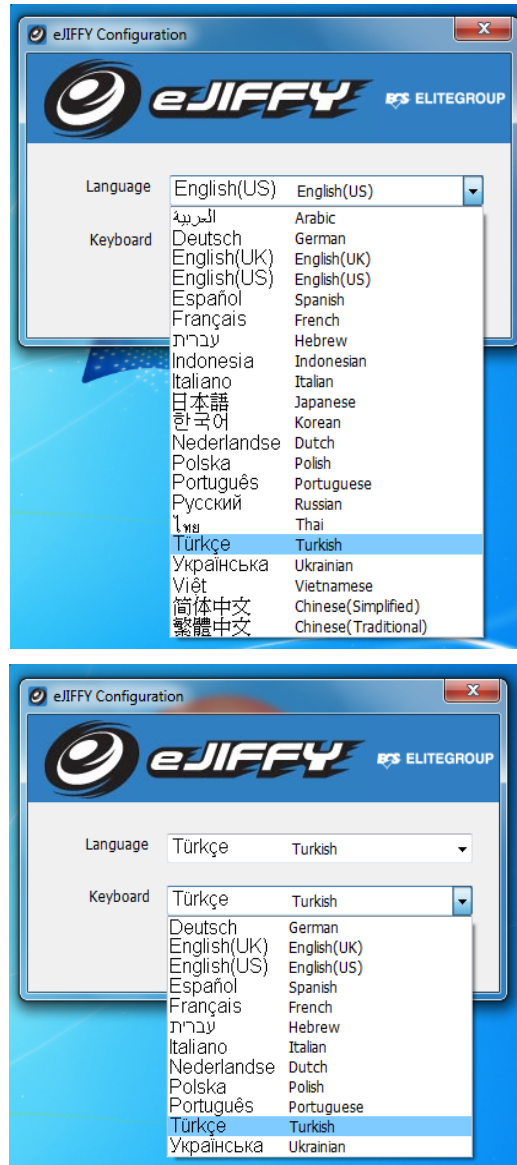 eJIFFY Configuration
eJIFFY ECS ELITEGROUP
Language English(US) English(US)
Keyboard
العربية Arabic
Deutsch German
English(UK) English(UK)
English(US) English(US)
Español Spanish
Français French
עברית Hebrew
Indonesia Indonesian
Italiano Italian
日本語 Japanese
한국어 Korean
Nederlandse Dutch
Polska Polish
Português Portuguese
Русский Russian
ไทย Thai
Türkçe Turkish
Українська Ukrainian
Việt Vietnamese
简体中文 Chinese(Simplified)
繁體中文 Chinese(Traditional)
eJIFFY Configuration
eJIFFY ECS ELITEGROUP
Language Türkçe Turkish
Keyboard Türkçe Turkish
Deutsch German
English(UK) English(UK)
English(US) English(US)
Español Spanish
Français French
עברית Hebrew
Italiano Italian
Nederlandse Dutch
Polska Polish
Português Portuguese
Türkçe Turkish
Українська Ukrainian